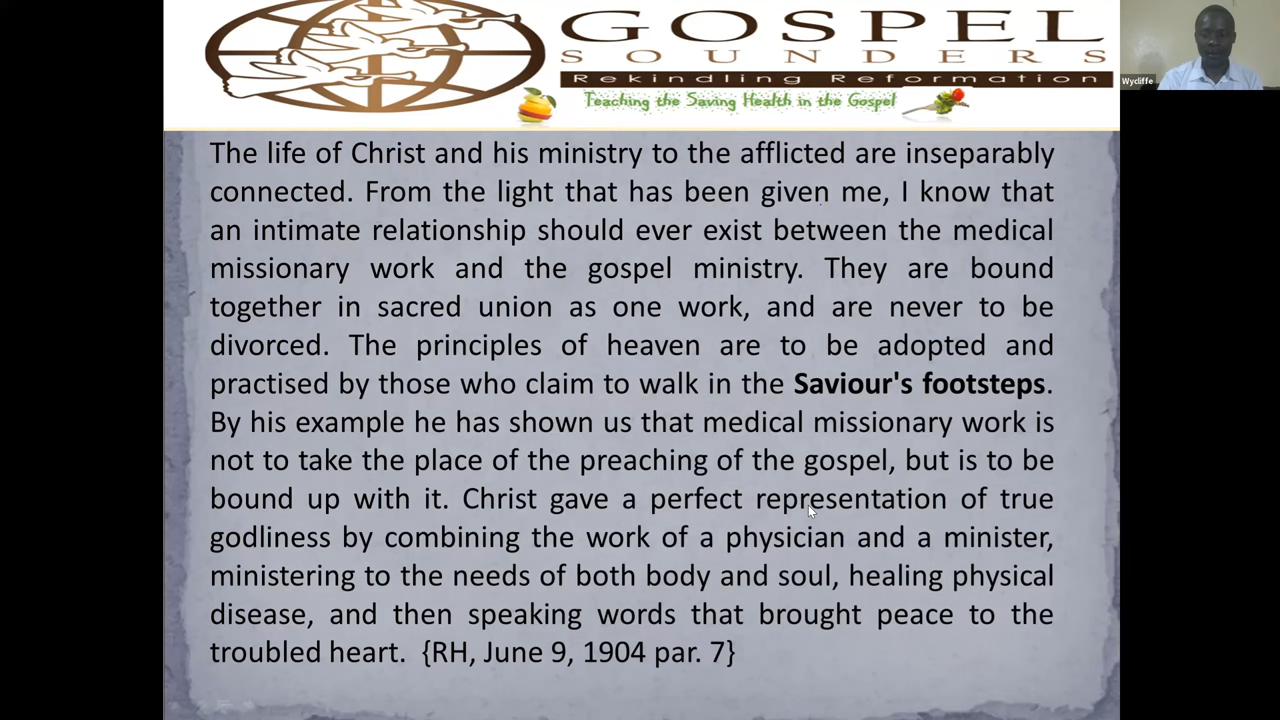 GOSPEL
SOUNDERS
Rekindling Reformation
Teaching the Saving Health in the Gospel
Wycliffe
The life of Christ and his ministry to the afflicted are inseparably
connected. From the light that has been given me, I know that
an intimate relationship should ever exist between the medical
missionary work and the gospel ministry. They are bound
together in sacred union as one work, and are never to be
divorced. The principles of heaven are to be adopted and
practised by those who claim to walk in the Saviour's footsteps.
By his example he has shown us that medical missionary work is
not to take the place of the preaching of the gospel, but is to be
bound up with it. Christ gave a perfect representation of true
godliness by combining the work of a physician and a minister,
ministering to the needs of both body and soul, healing physical
disease, and then speaking words that brought peace to the
troubled heart. {RH, June 9, 1904 par. 7}